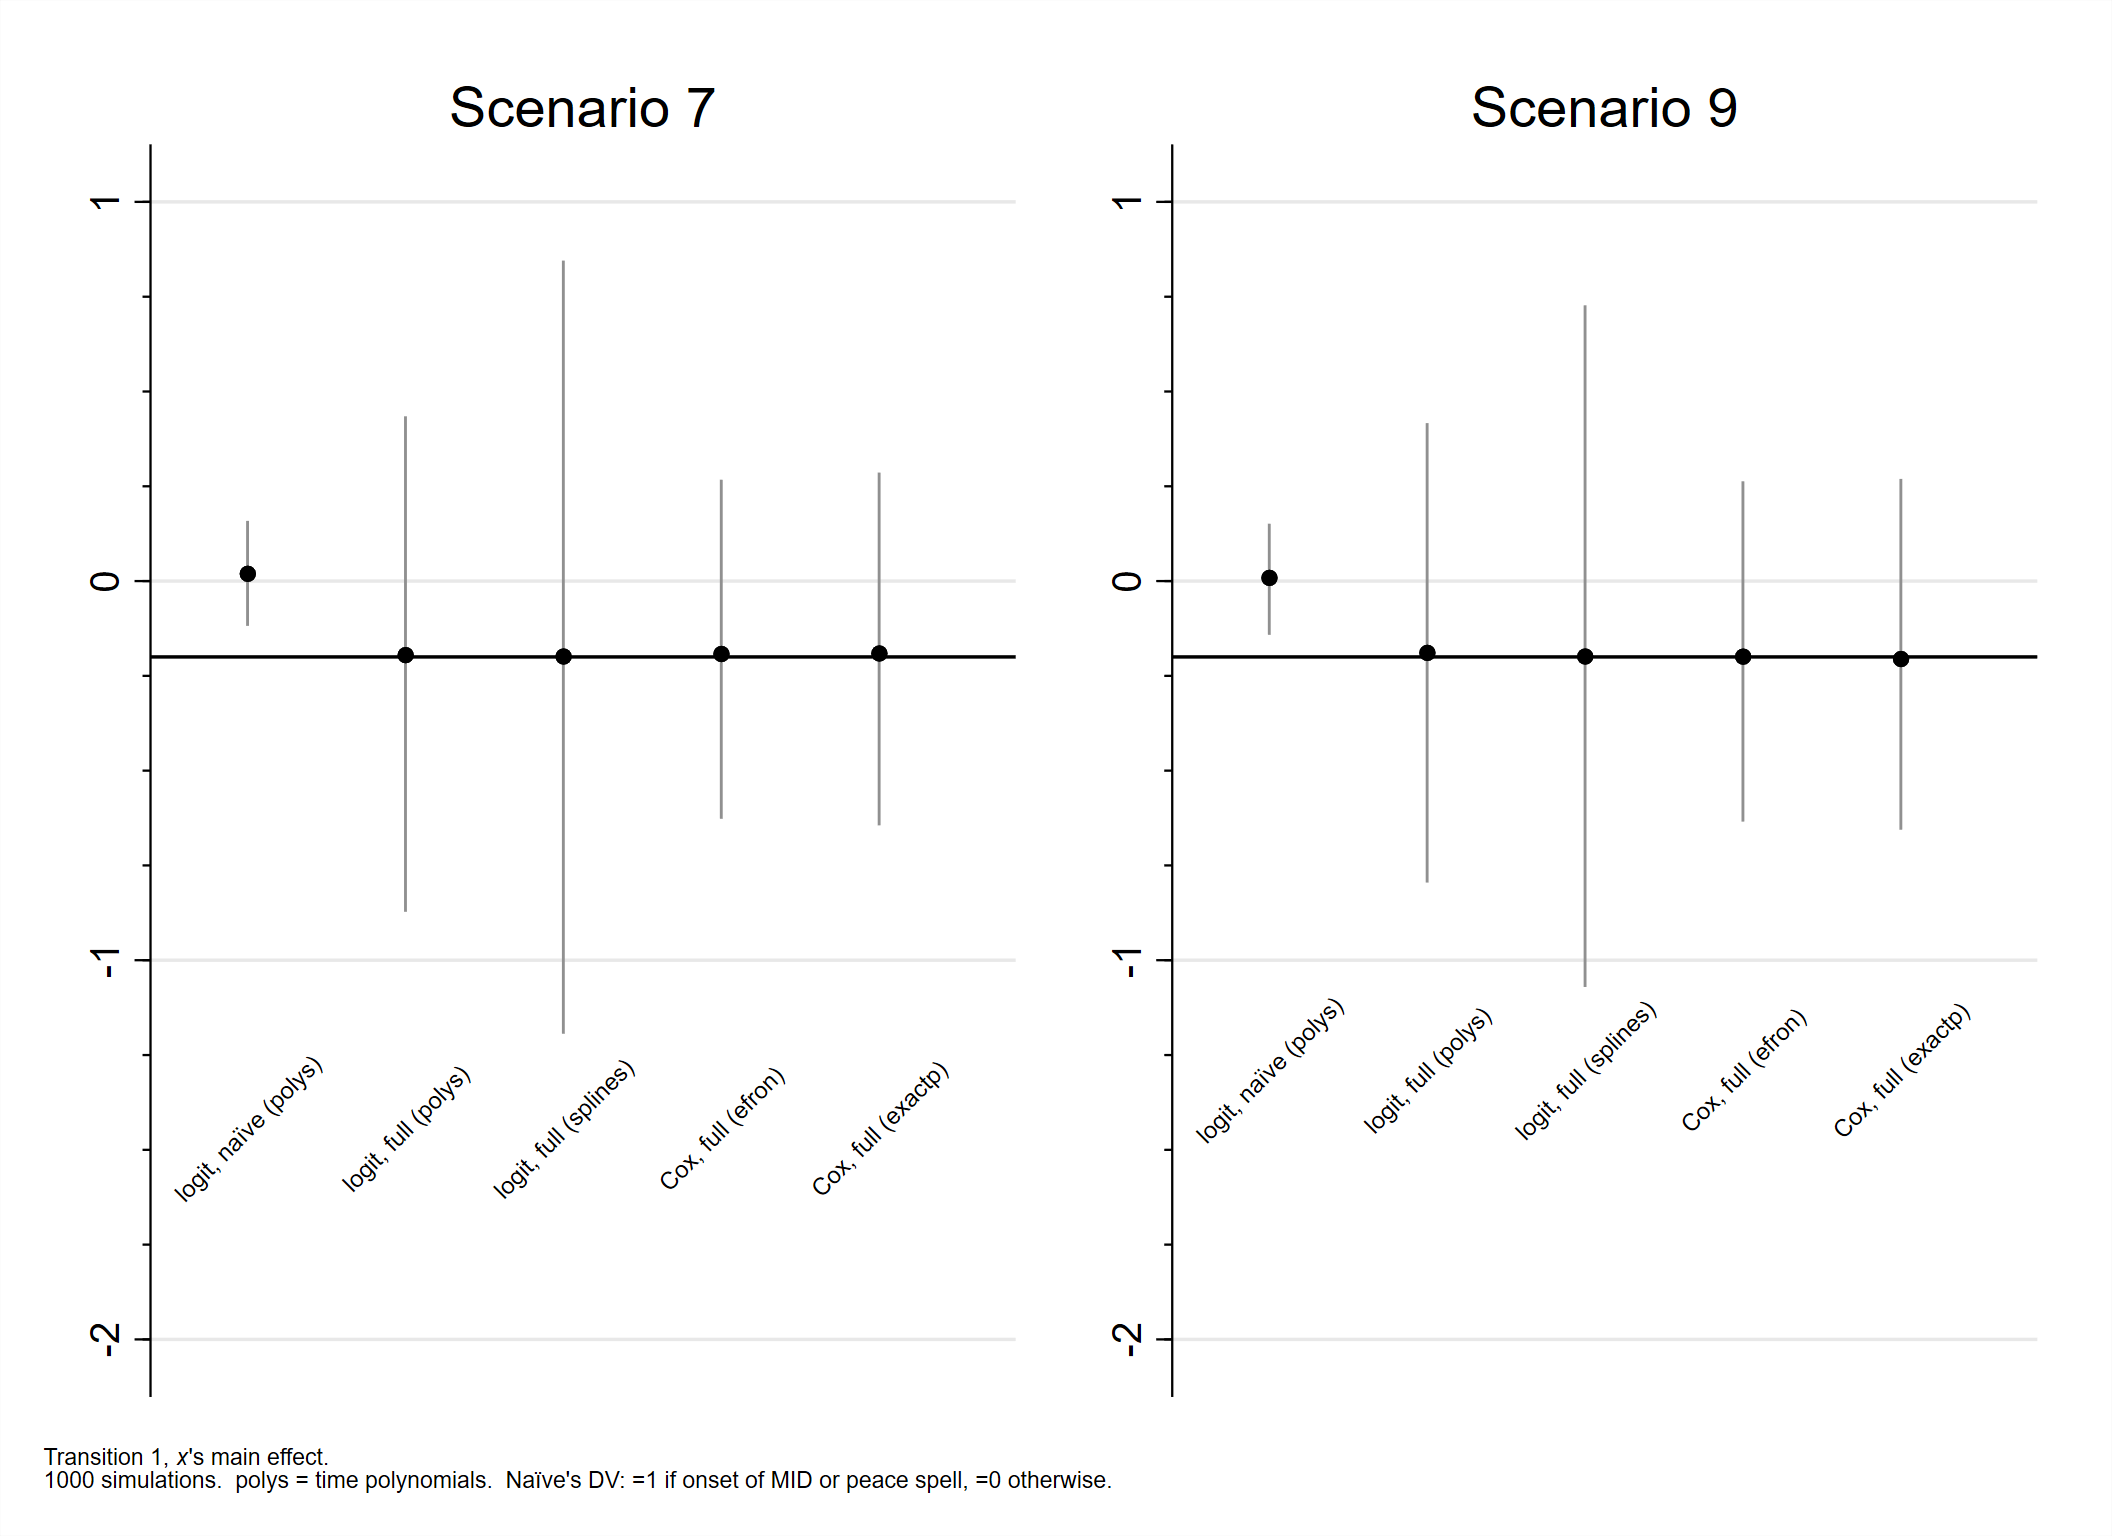 Scenario 7
1
0
-1
-2
logit, naïve (polys)
logit, full (polys)
logit, full (splines)
Cox, full (efron)
Cox, full (exactp)
Scenario 9
1
0
-1
-2
logit, naïve (polys)
logit, full (polys)
logit, full (splines)
Cox, full (efron)
Cox, full (exactp)
Transition 1, x's main effect.
1000 simulations.  polys = time polynomials.  Naïve's DV: =1 if onset of MID or peace spell, =0 otherwise.